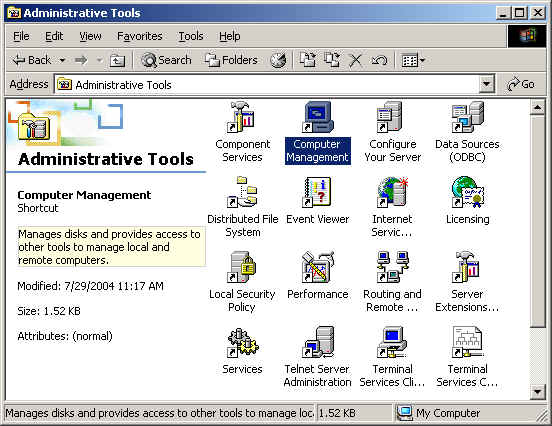 Administrative Tools
File Edit View Favorites Tools Help
Back Search Folders
Address Administrative Tools Go
Administrative Tools
Computer Management
Shortcut
Manages disks and provides access to
other tools to manage local and
remote computers.
Modified: 7/29/2004 11:17 AM
Size: 1.52 KB
Attributes: (normal)
Component
Services
Computer
Management
Configure
Your Server
Data Sources
(ODBC)
Distributed File
System
Event Viewer
Internet
Servic...
Licensing
Local Security
Policy
Performance
Routing and
Remote ...
Server
Extensions...
Services
Telnet Server
Administration
Terminal
Services Cli...
Terminal
Services C...
Manages disks and provides access to other tools to manage loc 1.52 KB My Computer